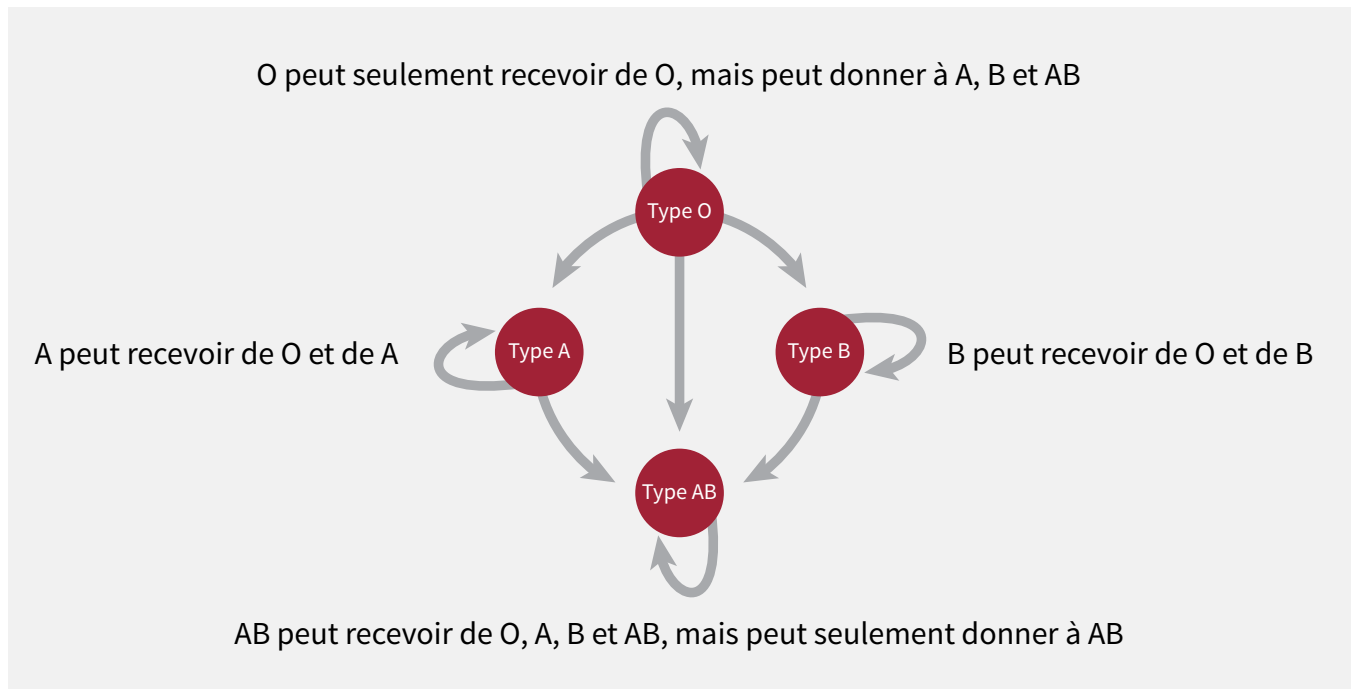 O peut seulement recevoir de O, mais peut donner à A, B et AB
Type O
A peut recevoir de O et de A
Type A
Type B
B peut recevoir de O et de B
Type AB
AB peut recevoir de O, A, B et AB, mais peut seulement donner à AB